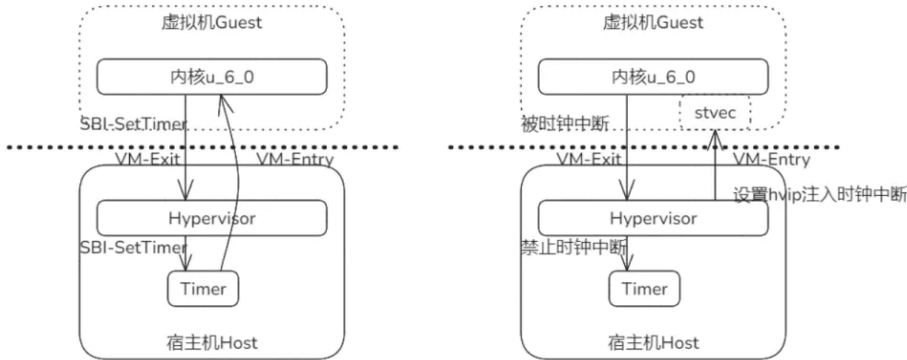 虚拟机Guest
内核u_6_0
SBI-SetTimer
VM-Exit
VM-Entry
Hypervisor
SBI-SetTimer
Timer
宿主机Host
虚拟机Guest
内核u_6_0
stvec
被时钟中断
VM-Exit
VM-Entry
设置hvip注入时钟中断
Hypervisor
禁止时钟中断
Timer
宿主机Host